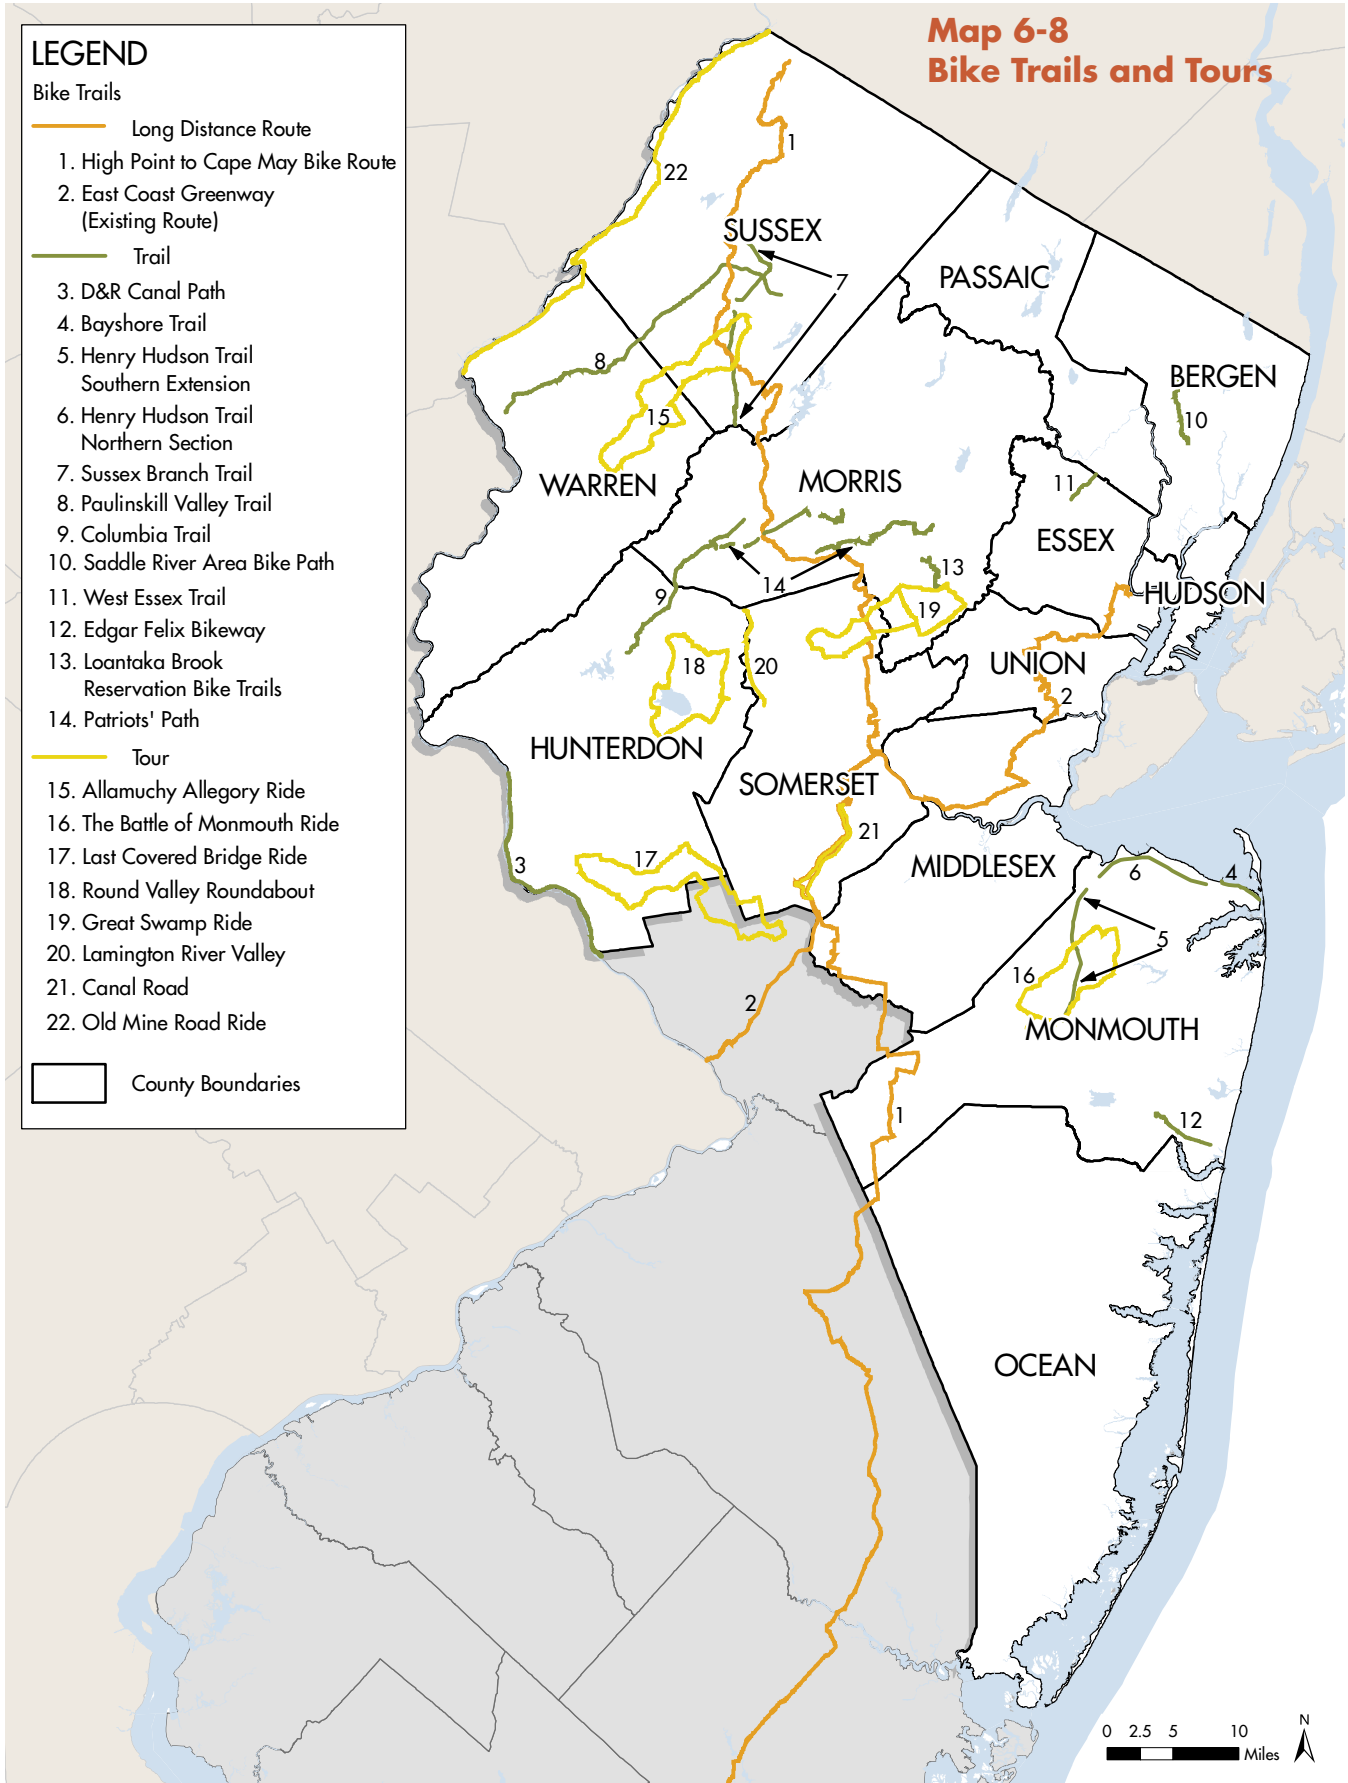 Map 6-8
Bike Trails and Tours
LEGEND
Bike Trails
Long Distance Route
1. High Point to Cape May Bike Route
2. East Coast Greenway
(Existing Route)
Trail
3. D&R Canal Path
4. Bayshore Trail
5. Henry Hudson Trail
Southern Extension
6. Henry Hudson Trail
Northern Section
7. Sussex Branch Trail
8. Paulinskill Valley Trail
9. Columbia Trail
10. Saddle River Area Bike Path
11. West Essex Trail
12. Edgar Felix Bikeway
13. Loantaka Brook
Reservation Bike Trails
14. Patriots' Path
Tour
15. Allamuchy Allegory Ride
16. The Battle of Monmouth Ride
17. Last Covered Bridge Ride
18. Round Valley Roundabout
19. Great Swamp Ride
20. Lamington River Valley
21. Canal Road
22. Old Mine Road Ride
County Boundaries
1
22
SUSSEX
PASSAIC
7
8
BERGEN
10
15
WARREN
MORRIS
11
ESSEX
13
14
9
HUDSON
19
18
20
UNION
2
HUNTERDON
SOMERSET
21
17
3
MIDDLESEX
6
4
5
16
2
MONMOUTH
1
12
OCEAN
N
0 2.5 5 10
Miles